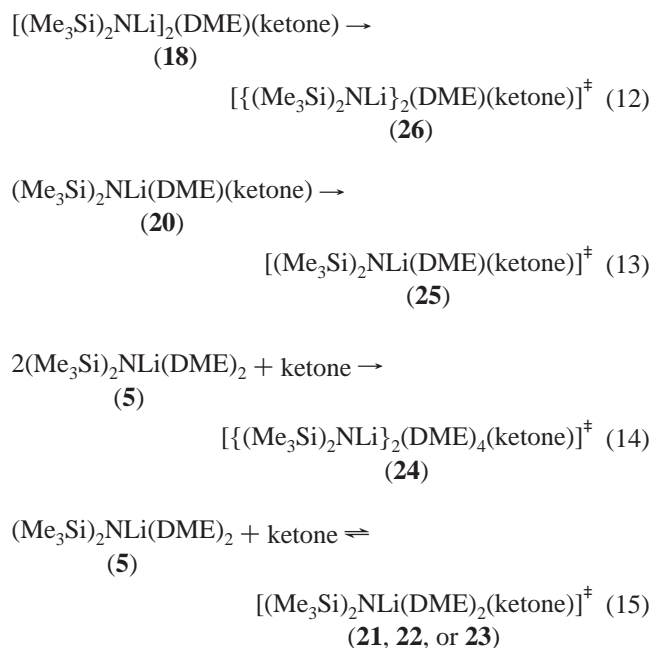 [(Me₃Si)₂NLi]₂(DME)(ketone) →
(18)
[{(Me₃Si)₂NLi}₂(DME)(ketone)]‡ (12)
(26)
(Me₃Si)₂NLi(DME)(ketone) →
(20)
[(Me₃Si)₂NLi(DME)(ketone)]‡ (13)
(25)
2(Me₃Si)₂NLi(DME)₂ + ketone →
(5)
[{(Me₃Si)₂NLi}₂(DME)₄(ketone)]‡ (14)
(24)
(Me₃Si)₂NLi(DME)₂ + ketone ⇌
(5)
[(Me₃Si)₂NLi(DME)₂(ketone)]‡ (15)
(21, 22, or 23)